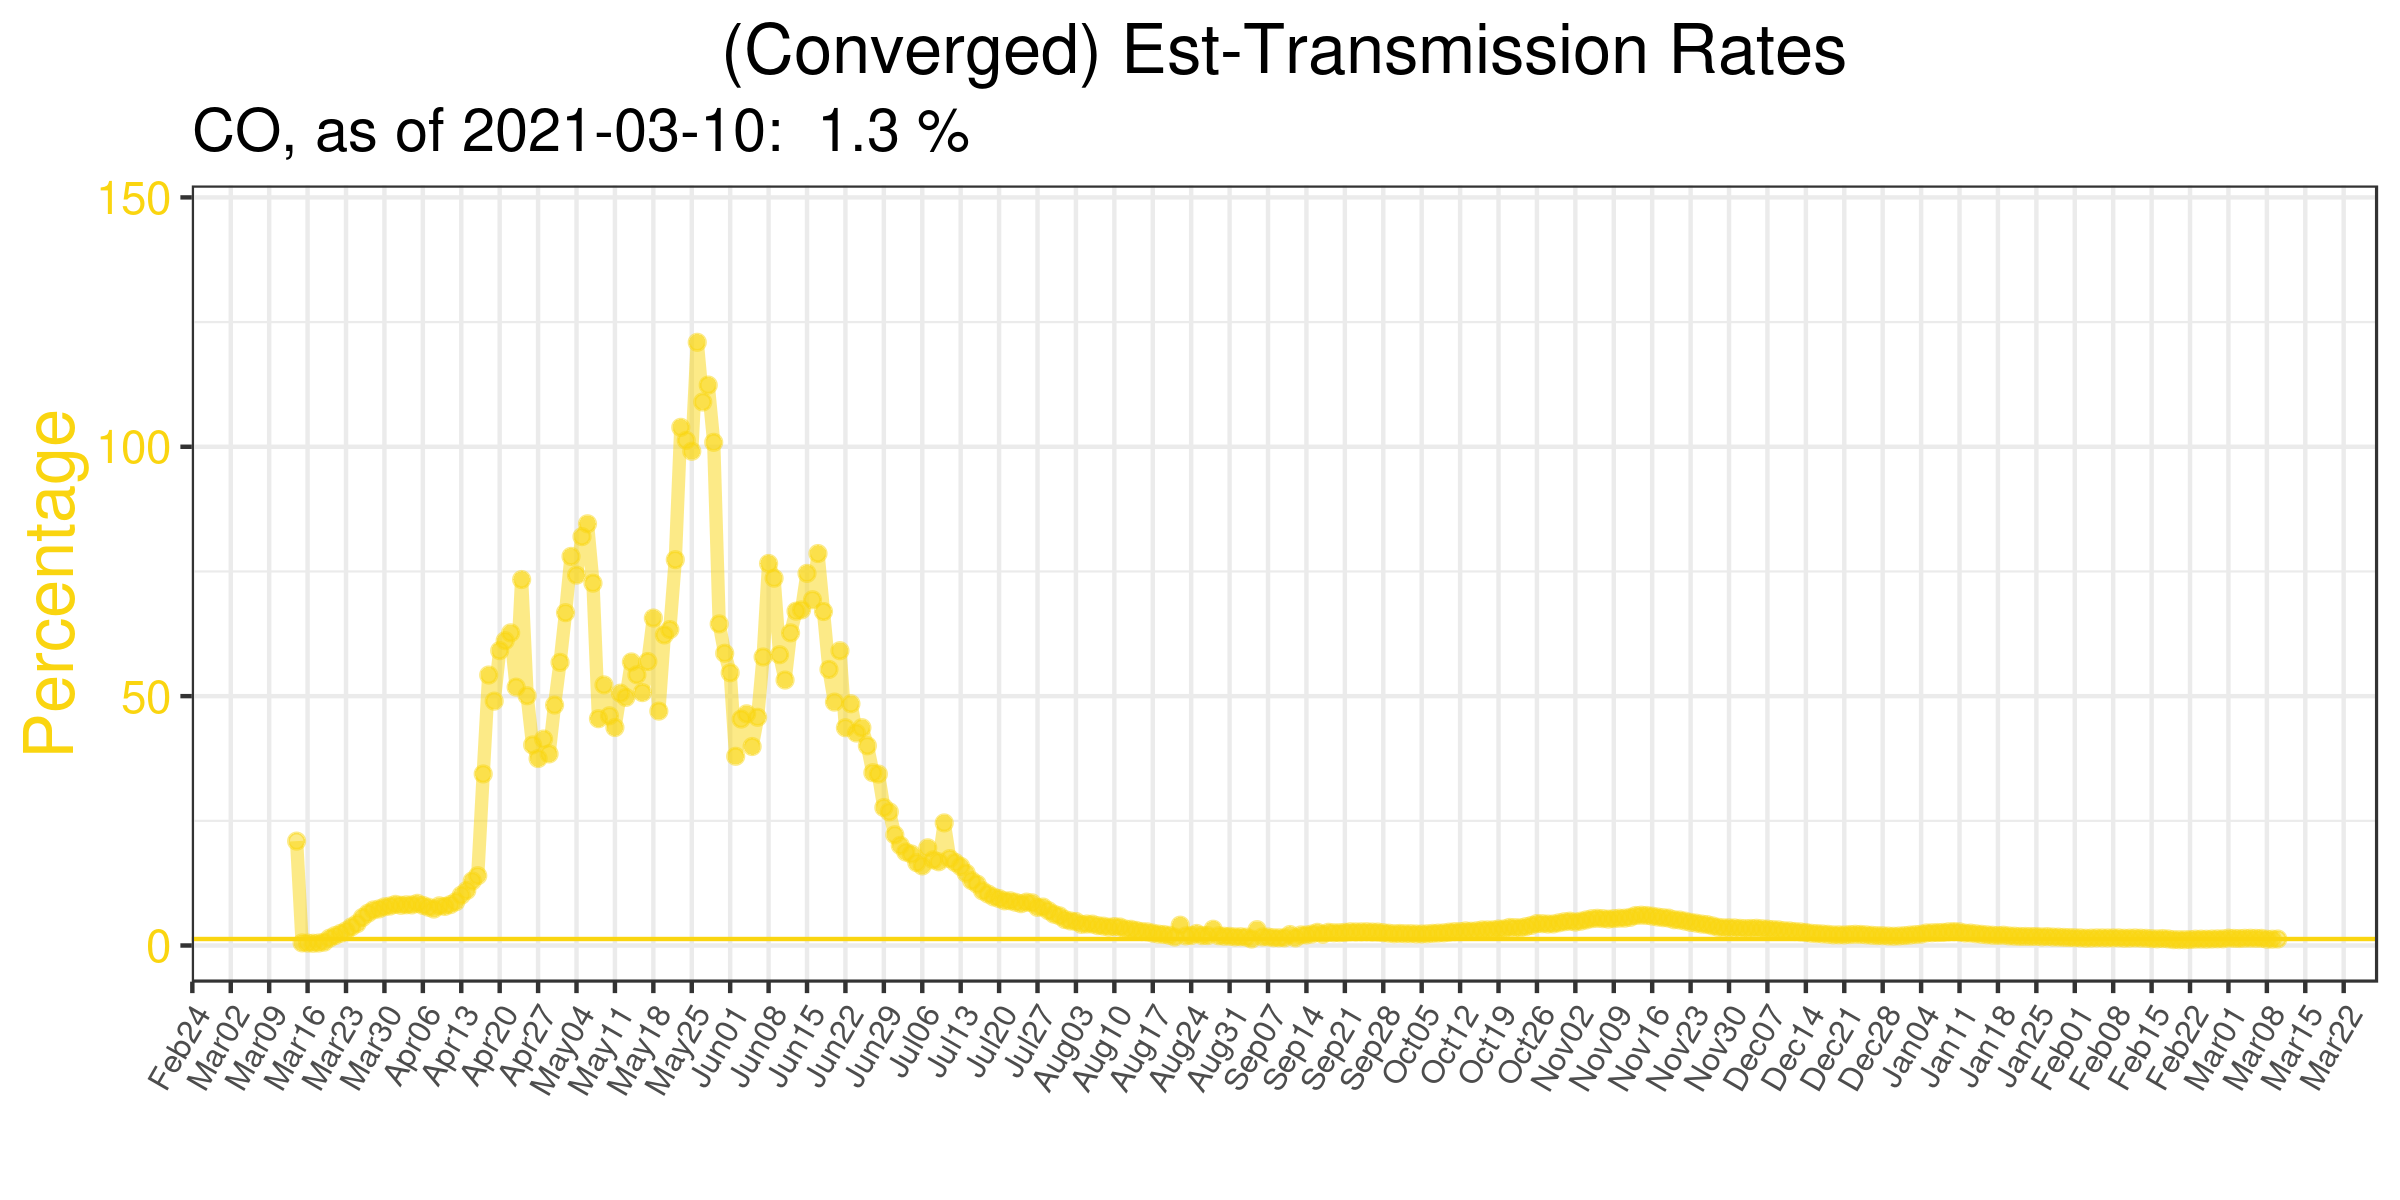 (Converged) Est-Transmission Rates
CO, as of 2021-03-10:  1.3 %
Percentage
150
100
50
0
Feb24
Mar02
Mar09
Mar16
Mar23
Mar30
Apr06
Apr13
Apr20
Apr27
May04
May11
May18
May25
Jun01
Jun08
Jun15
Jun22
Jun29
Jul06
Jul13
Jul20
Jul27
Aug03
Aug10
Aug17
Aug24
Aug31
Sep07
Sep14
Sep21
Sep28
Oct05
Oct12
Oct19
Oct26
Nov02
Nov09
Nov16
Nov23
Nov30
Dec07
Dec14
Dec21
Dec28
Jan04
Jan11
Jan18
Jan25
Feb01
Feb08
Feb15
Feb22
Mar01
Mar08
Mar15
Mar22